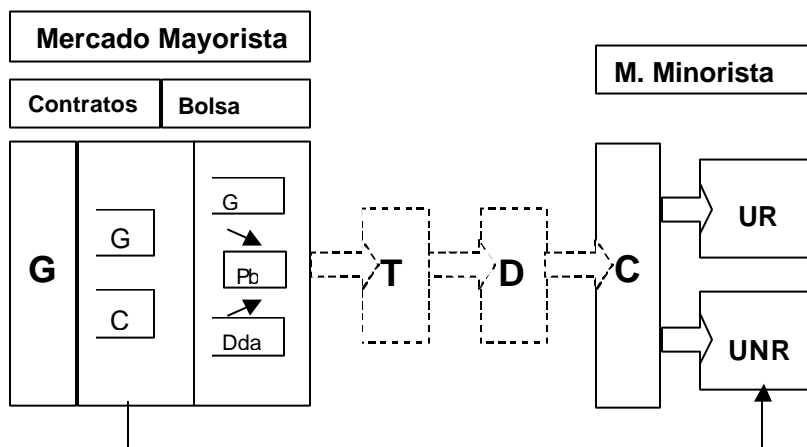 Mercado Mayorista
M. Minorista
Contratos
Bolsa
G
G
C
G
Pb
Dda
T
D
C
UR
UNR